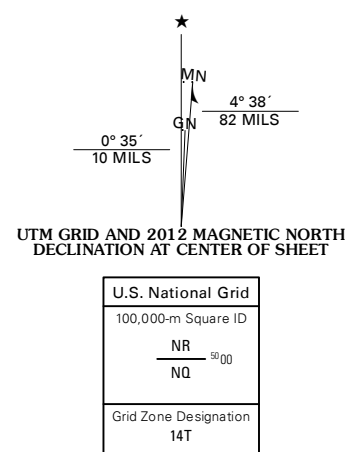 ★
MN
4° 38´
82 MILS
GN
0° 35´
10 MILS
UTM GRID AND 2012 MAGNETIC NORTH
DECLINATION AT CENTER OF SHEET
U.S. National Grid
100,000-m Square ID
NR
5000
NQ
Grid Zone Designation
14T